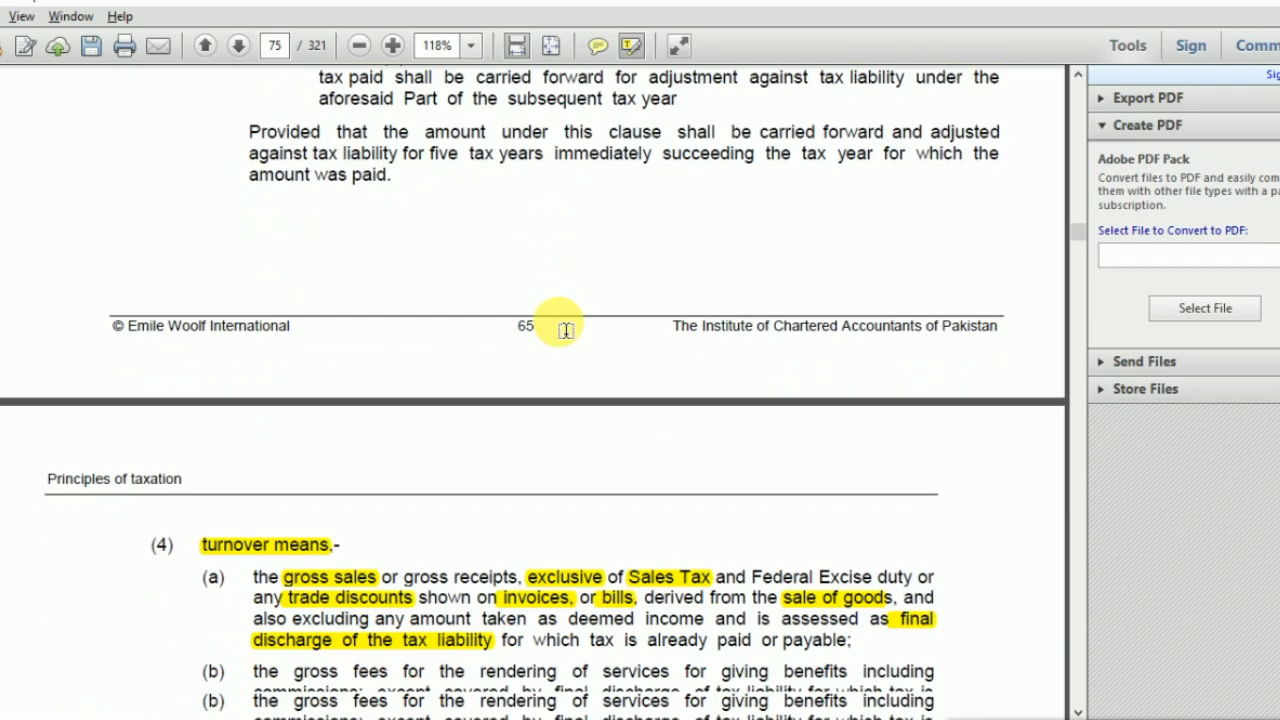 View Window Help
75 / 321 118% Tools Sign Comm
tax paid shall be carried forward for adjustment against tax liability under the
aforesaid Part of the subsequent tax year
Provided that the amount under this clause shall be carried forward and adjusted
against tax liability for five tax years immediately succeeding the tax year for which the
amount was paid.
© Emile Woolf International 65 The Institute of Chartered Accountants of Pakistan
Principles of taxation
(4) turnover means,-
(a) the gross sales or gross receipts, exclusive of Sales Tax and Federal Excise duty or
any trade discounts shown on invoices, or bills, derived from the sale of goods, and
also excluding any amount taken as deemed income and is assessed as final
discharge of the tax liability for which tax is already paid or payable;
(b) the gross fees for the rendering of services for giving benefits including
(b) the gross fees for the rendering of services for giving benefits including
Sig
Export PDF
Create PDF
Adobe PDF Pack
Convert files to PDF and easily com
them with other file types with a pa
subscription.
Select File to Convert to PDF:
Select File
Send Files
Store Files